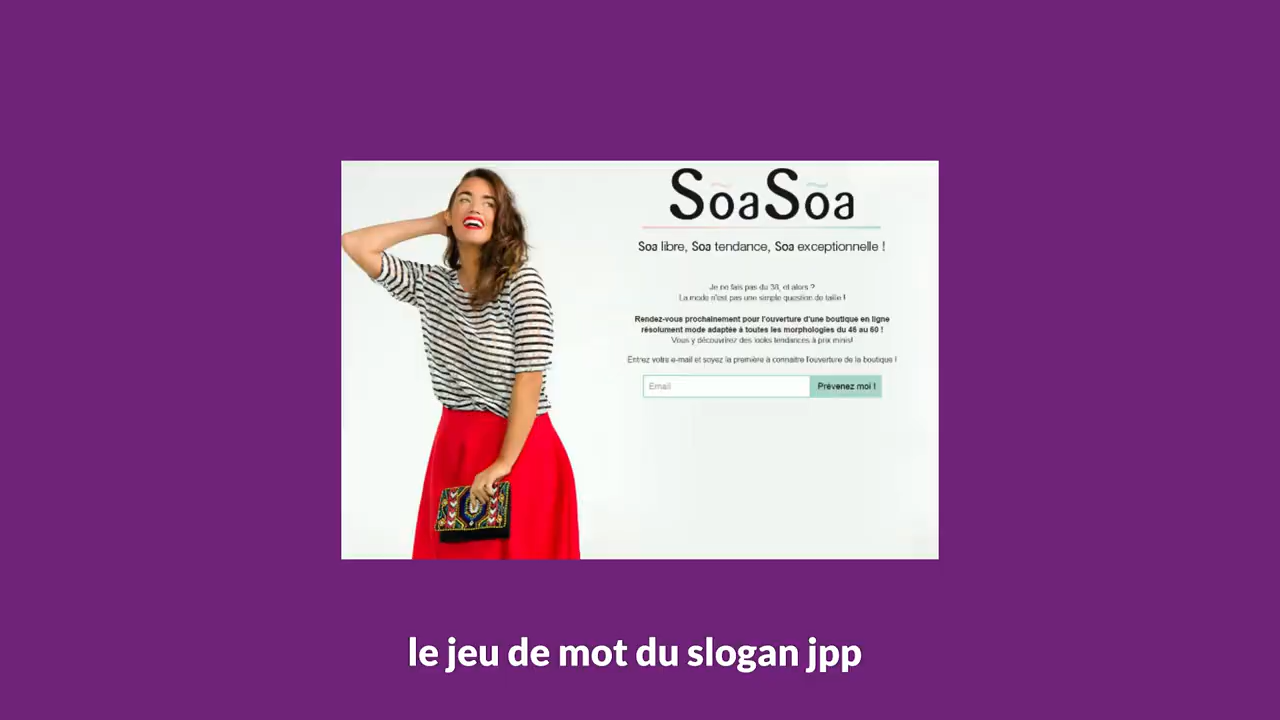 SõaSõa
Soa libre, Soa tendance, Soa exceptionnelle !
Je ne fais pas du 38, et alors ?
La mode n'est pas une simple question de taille !
Rendez-vous prochainement pour l'ouverture d'une boutique en ligne
résolument mode adaptée à toutes les morphologies du 46 au 60 !
Vous y découvrirez des looks tendances à prix minis!
Entrez votre e-mail et soyez la première à connaitre l'ouverture de la boutique !
Email
Prévenez moi !
le jeu de mot du slogan jpp